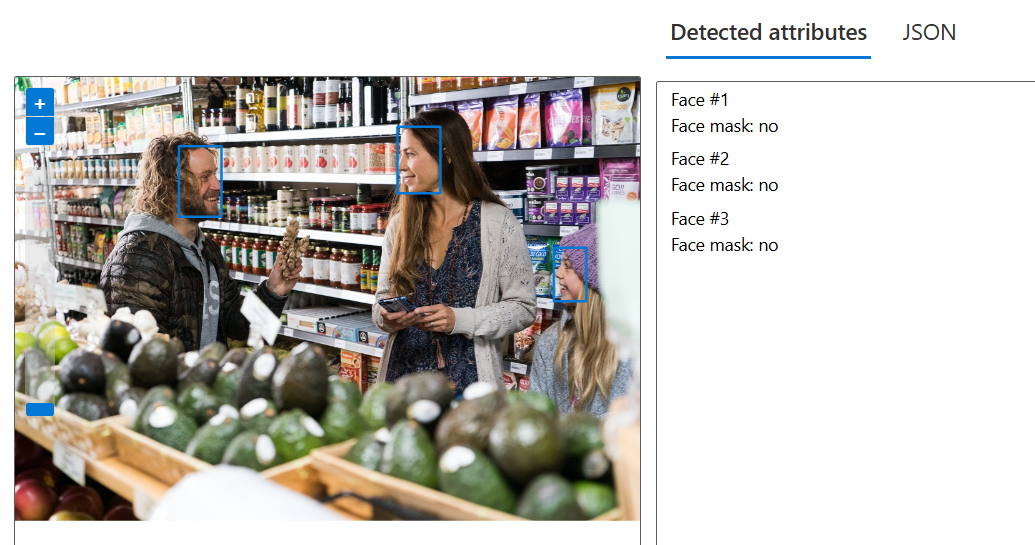 Detected attributes
JSON
+
–
Face #1
Face mask: no
Face #2
Face mask: no
Face #3
Face mask: no